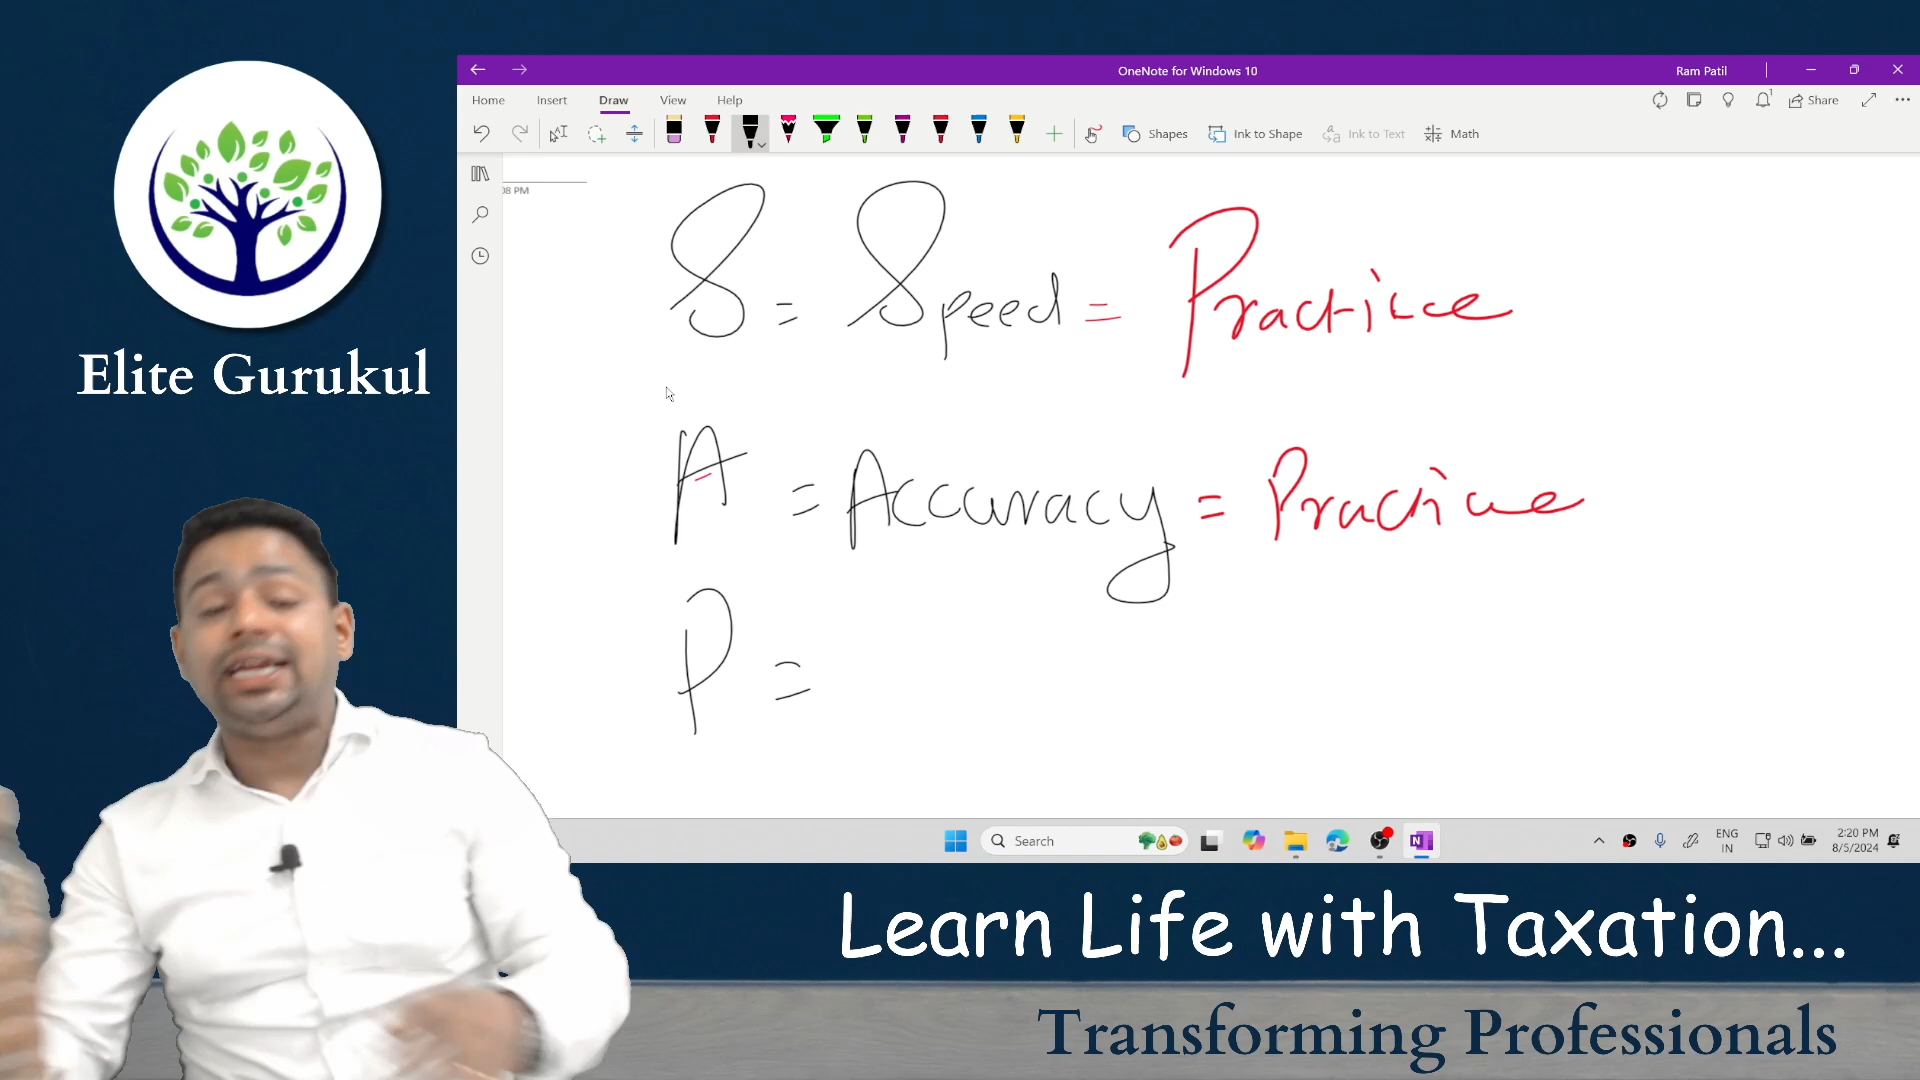 Elite Gurukul
OneNote for Windows 10
Ram Patil
Home Insert Draw View Help
Share
Shapes Ink to Shape Ink to Text Math
08 PM
S = Speed = Practice
A = Accuracy = Practice
P =
Search
ENG
IN
2:20 PM
8/5/2024
Learn Life with Taxation...
Transforming Professionals